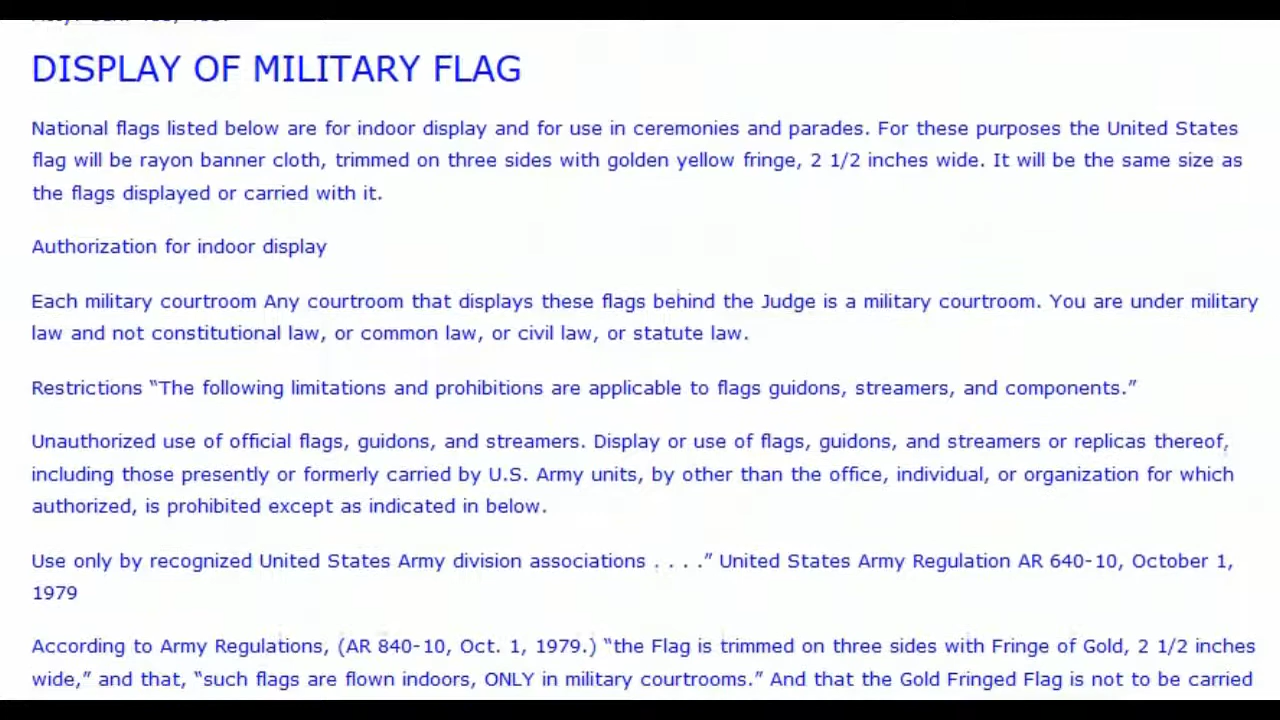 DISPLAY OF MILITARY FLAG
National flags listed below are for indoor display and for use in ceremonies and parades. For these purposes the United States
flag will be rayon banner cloth, trimmed on three sides with golden yellow fringe, 2 1/2 inches wide. It will be the same size as
the flags displayed or carried with it.
Authorization for indoor display
Each military courtroom Any courtroom that displays these flags behind the Judge is a military courtroom. You are under military
law and not constitutional law, or common law, or civil law, or statute law.
Restrictions “The following limitations and prohibitions are applicable to flags guidons, streamers, and components.”
Unauthorized use of official flags, guidons, and streamers. Display or use of flags, guidons, and streamers or replicas thereof,
including those presently or formerly carried by U.S. Army units, by other than the office, individual, or organization for which
authorized, is prohibited except as indicated in below.
Use only by recognized United States Army division associations . . . .” United States Army Regulation AR 640-10, October 1,
1979
According to Army Regulations, (AR 840-10, Oct. 1, 1979.) “the Flag is trimmed on three sides with Fringe of Gold, 2 1/2 inches
wide,” and that, “such flags are flown indoors, ONLY in military courtrooms.” And that the Gold Fringed Flag is not to be carried